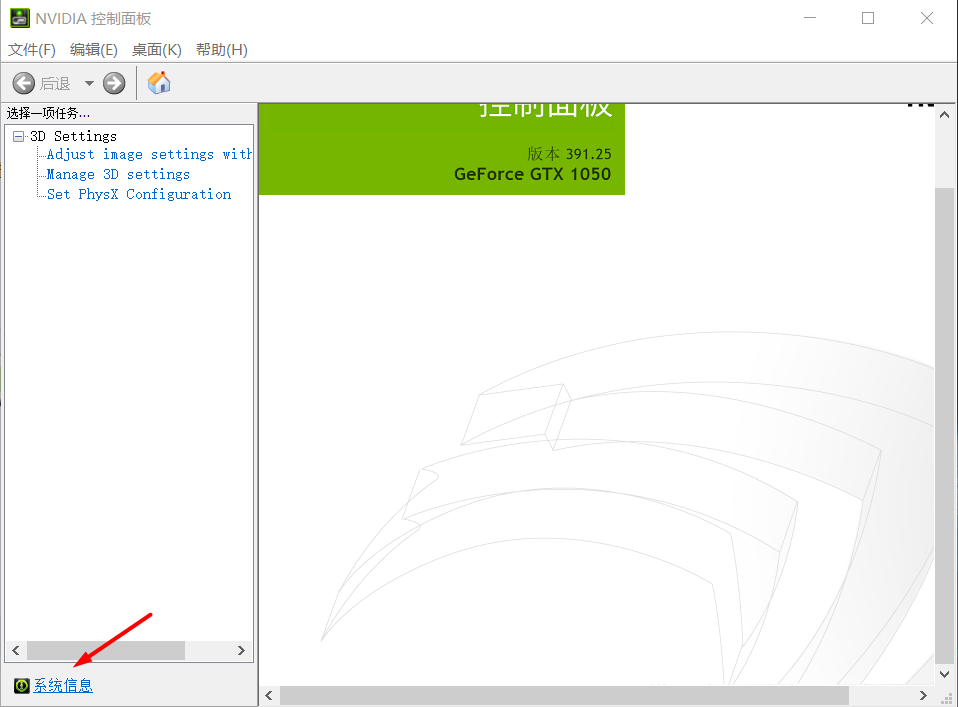 NVIDIA 控制面板
文件(F) 编辑(E) 桌面(K) 帮助(H)
后退
选择一项任务...
3D Settings
Adjust image settings with
Manage 3D settings
Set PhysX Configuration
控制面板
版本 391.25
GeForce GTX 1050
系统信息